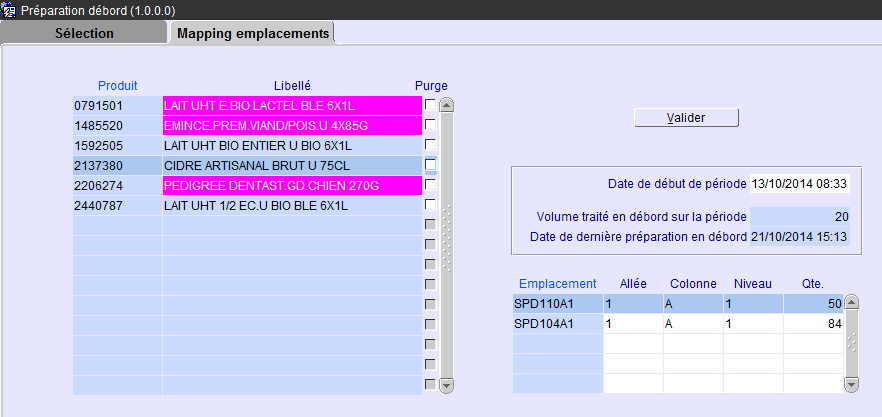 Préparation débord (1.0.0.0)
Sélection Mapping emplacements
Produit Libellé Purge
0791501 LAIT UHT E.BIO LACTEL BLE 6X1L
1485520 EMINCE.PREM.VIAND/POIS.U 4X85G
1592505 LAIT UHT BIO ENTIER U BIO 6X1L
2137380 CIDRE ARTISANAL BRUT U 75CL
2206274 PEDIGREE DENTAST.GD.CHIEN 270G
2440787 LAIT UHT 1/2 EC.U BIO BLE 6X1L
Valider
Date de début de période 13/10/2014 08:33
Volume traité en débord sur la période 20
Date de dernière préparation en débord 21/10/2014 15:13
Emplacement Allée Colonne Niveau Qte.
SPD110A1 1 A 1 50
SPD104A1 1 A 1 84